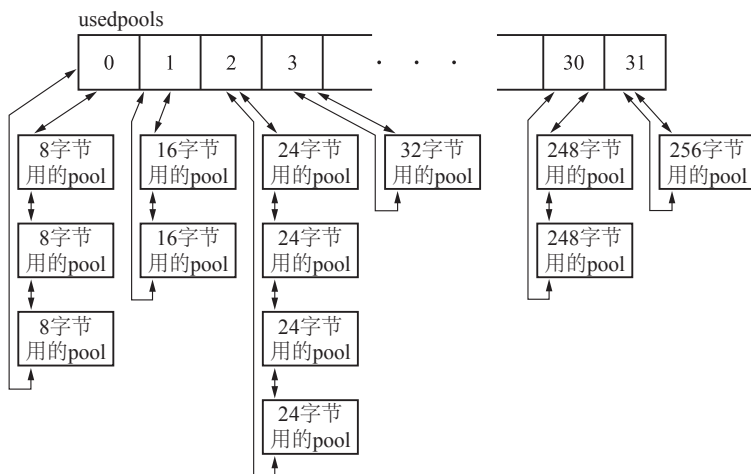 usedpools
0 1 2 3 · · · 30 31
8字节 16字节 24字节 32字节 248字节 256字节
用的pool 用的pool 用的pool 用的pool 用的pool 用的pool
8字节 16字节 24字节 248字节
用的pool 用的pool 用的pool 用的pool
8字节 24字节
用的pool 用的pool
24字节
用的pool